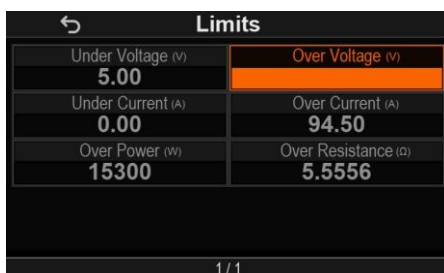 Limits
Under Voltage (V)
5.00
Over Voltage (V)
Under Current (A)
0.00
Over Current (A)
94.50
Over Power (W)
15300
Over Resistance (Ω)
5.5556
1/1